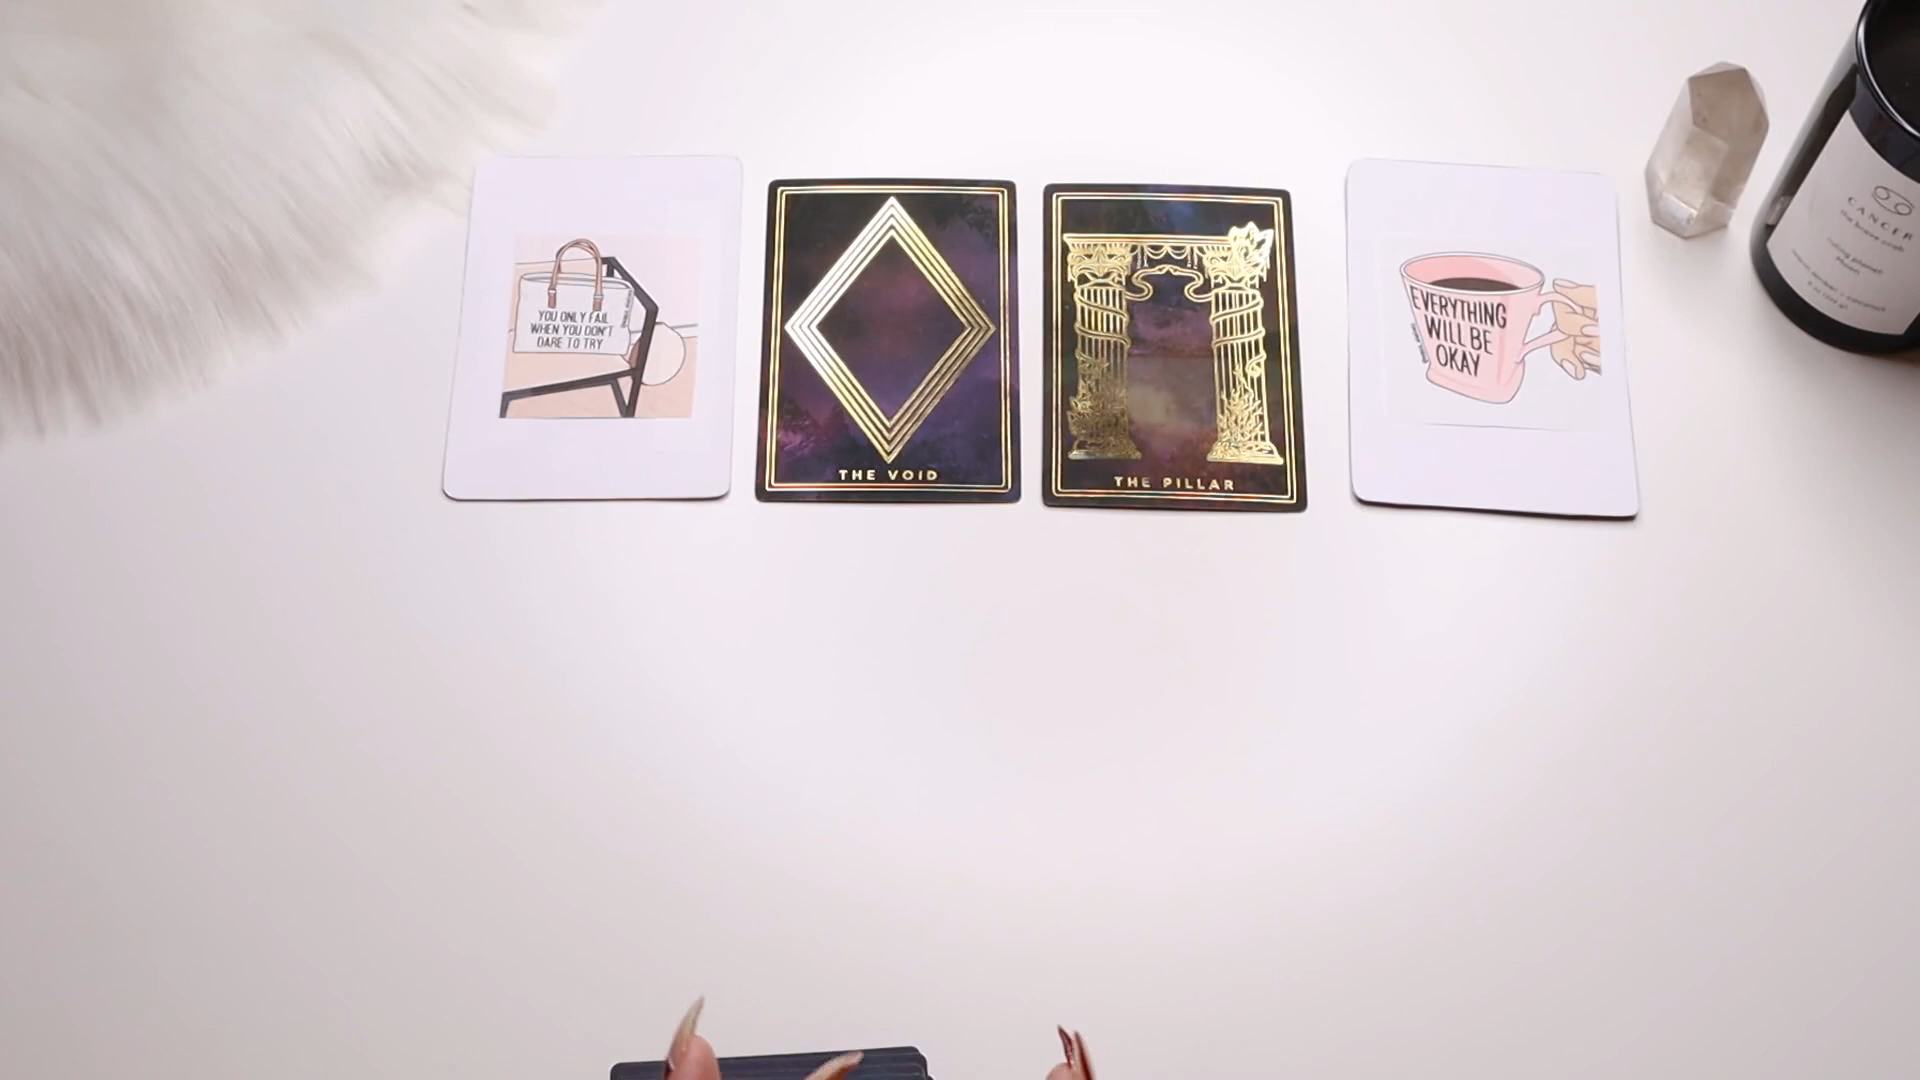 YOU ONLY FAIL
WHEN YOU DON'T
DARE TO TRY
THE VOID
THE PILLAR
EVERYTHING
WILL BE
OKAY
CANCER